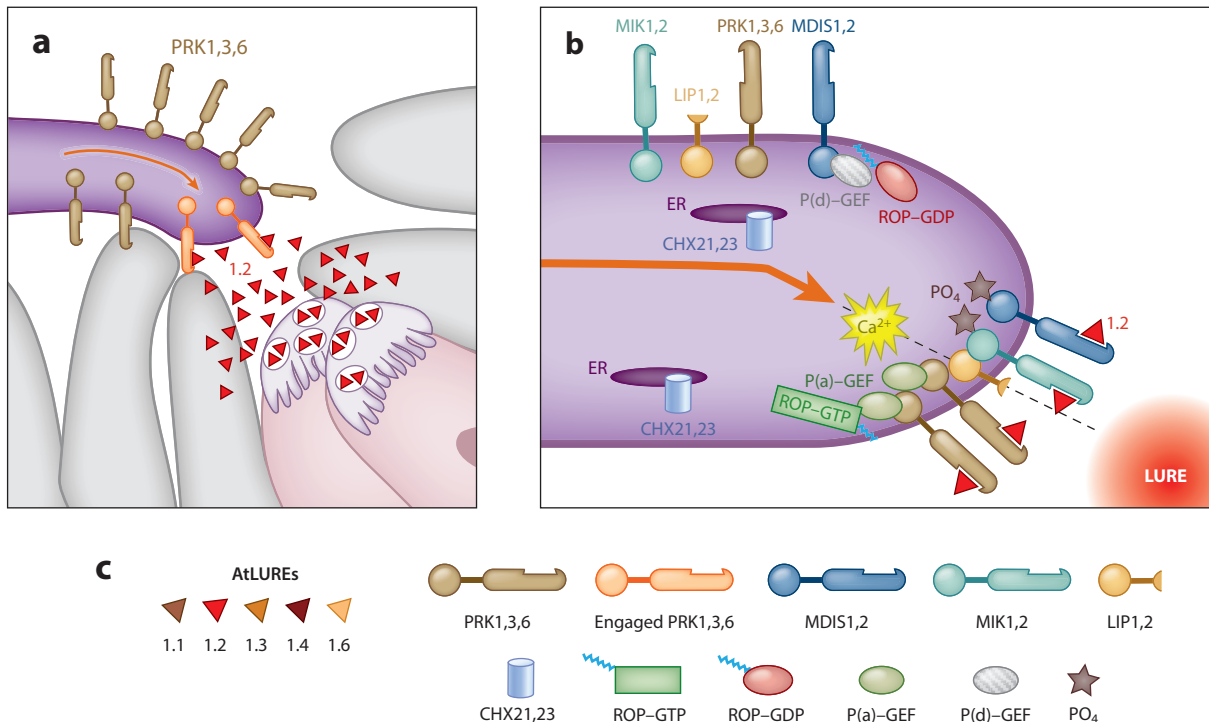 a
PRK1,3,6
1.2
b
MIK1,2
PRK1,3,6
MDIS1,2
LIP1,2
P(d)–GEF
ROP–GDP
ER
CHX21,23
PO4
Ca2+
1.2
ER
P(a)–GEF
ROP–GTP
CHX21,23
LURE
c
AtLUREs
1.1 1.2 1.3 1.4 1.6
PRK1,3,6 Engaged PRK1,3,6 MDIS1,2 MIK1,2 LIP1,2
CHX21,23 ROP–GTP ROP–GDP P(a)–GEF P(d)–GEF PO4